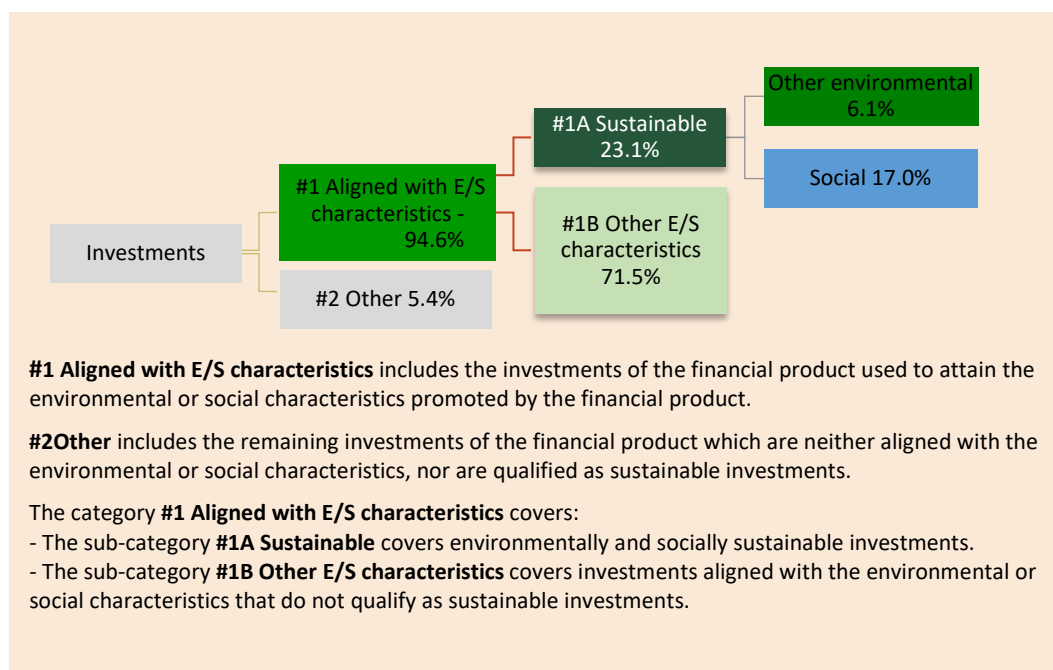 Investments
#1 Aligned with E/S
characteristics -
94.6%
#2 Other 5.4%
#1A Sustainable
23.1%
#1B Other E/S
characteristics
71.5%
Other environmental
6.1%
Social 17.0%
#1 Aligned with E/S characteristics includes the investments of the financial product used to attain the
environmental or social characteristics promoted by the financial product.
#2Other includes the remaining investments of the financial product which are neither aligned with the
environmental or social characteristics, nor are qualified as sustainable investments.
The category #1 Aligned with E/S characteristics covers:
- The sub-category #1A Sustainable covers environmentally and socially sustainable investments.
- The sub-category #1B Other E/S characteristics covers investments aligned with the environmental or
social characteristics that do not qualify as sustainable investments.